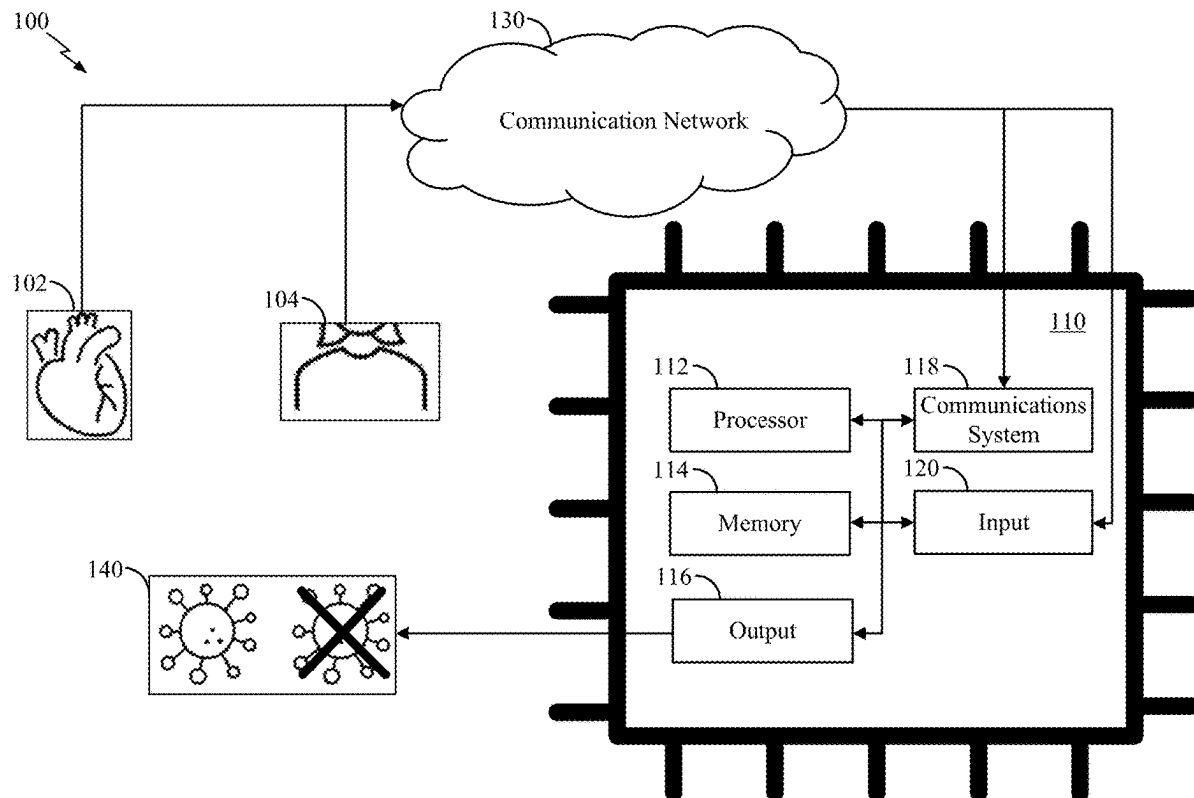 100
130
Communication Network
102
104
110
112
118
Processor
Communications
System
114
120
Memory
Input
140
116
Output